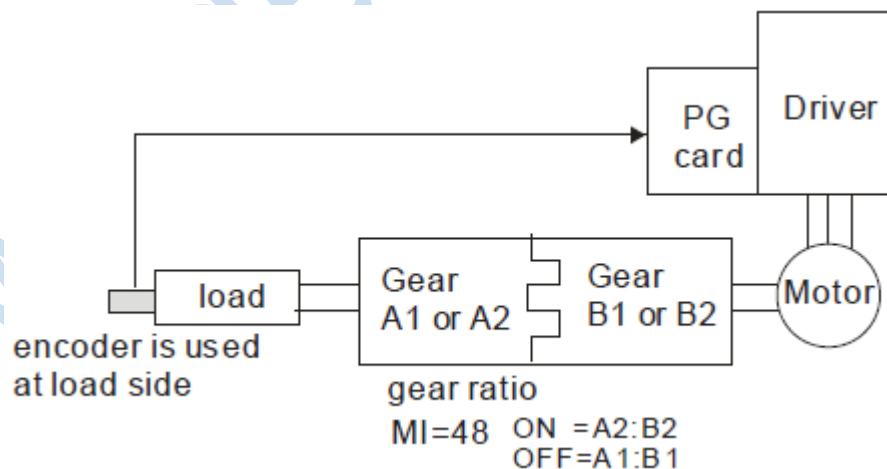 PG
card
Driver
load
Gear
A1 or A2
Gear
B1 or B2
Motor
encoder is used
at load side
gear ratio
MI=48 ON =A2:B2
OFF=A1:B1